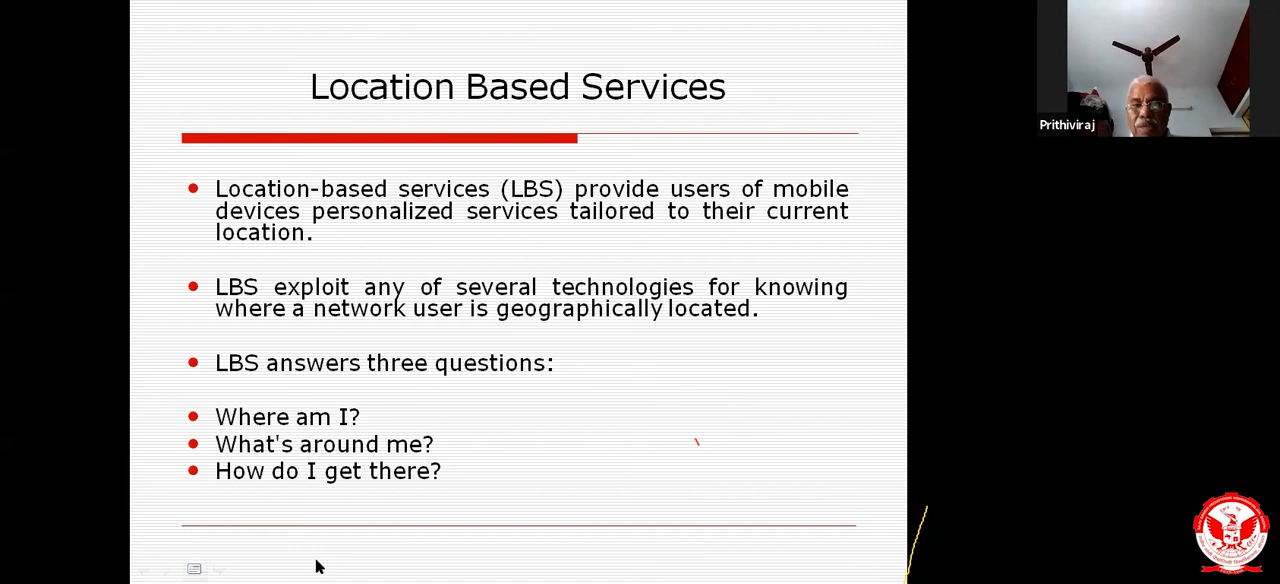 Location Based Services
Location-based services (LBS) provide users of mobile
devices personalized services tailored to their current
location.
LBS exploit any of several technologies for knowing
where a network user is geographically located.
LBS answers three questions:
Where am I?
What's around me?
How do I get there?
Prithiviraj